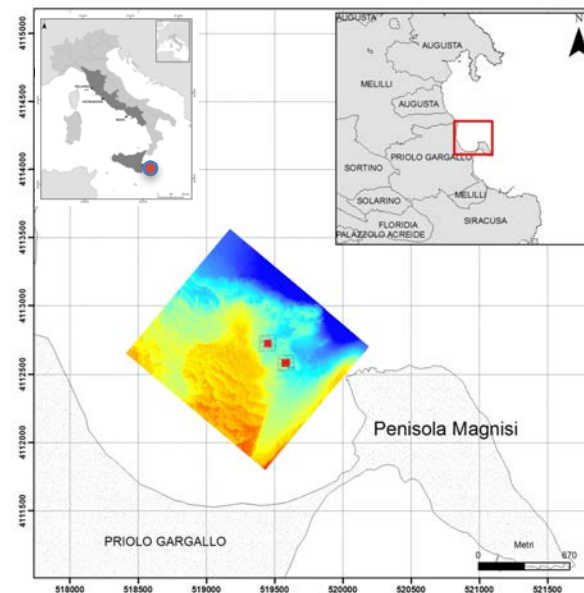 N
AUGUSTA
AUGUSTA
MELILLI
AUGUSTA
PRIOLO GARGALLO
SORTINO
MELILLI
SOLARINO
SIRACUSA
FLORIDIA
PALAZZOLO ACREIDE
4115000
4114500
4114000
4113500
4113000
4112500
4112000
4111500
Penisola Magnisi
PRIOLO GARGALLO
Metri
0
670
518000
518500
519000
519500
520000
520500
521000
521500